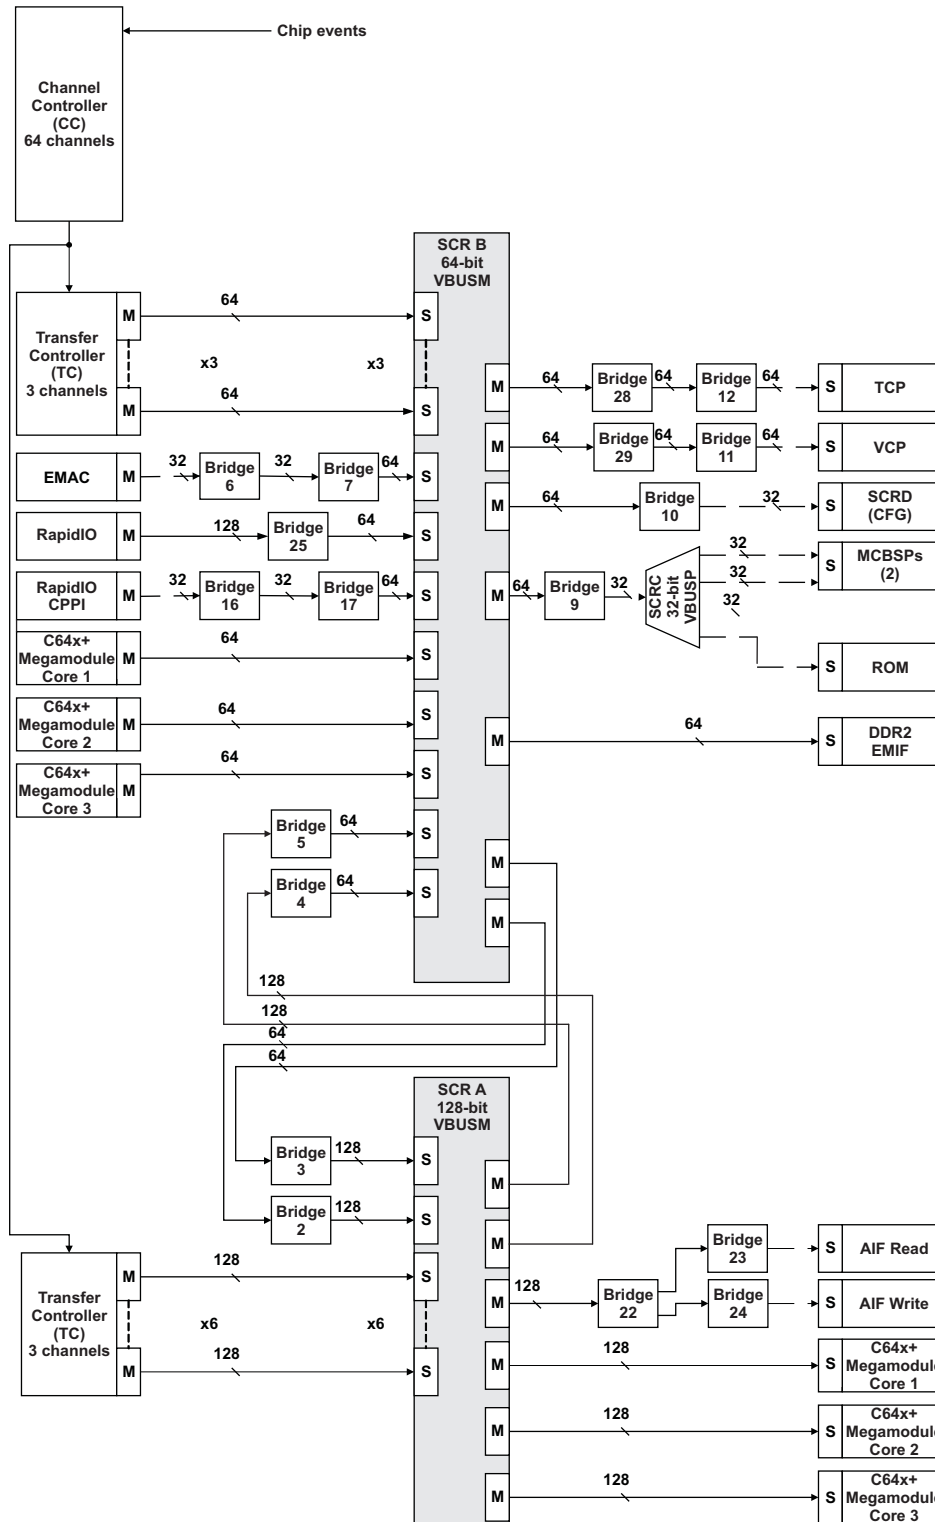 Chip events
Channel
Controller
(CC)
64 channels
SCR B
64-bit
VBUSM
Transfer
Controller
(TC)
3 channels
M
64
S
x3
x3
M
64
S
M
64
Bridge
28
64
Bridge
12
64
S
TCP
M
64
Bridge
29
64
Bridge
11
64
S
VCP
EMAC
M
32
Bridge
6
32
Bridge
7
64
S
M
64
Bridge
10
32
S
SCRD
(CFG)
RapidIO
M
128
Bridge
25
64
S
RapidIO
CPPI
M
32
Bridge
16
32
Bridge
17
64
S
M
64
Bridge
9
32
SCRC
32-bit
VBUSP
32
32
32
S
MCBSPs
(2)
S
ROM
C64x+
Megamodule
Core 1
M
64
S
C64x+
Megamodule
Core 2
M
64
S
M
64
S
DDR2
EMIF
C64x+
Megamodule
Core 3
M
64
S
Bridge
5
64
S
M
Bridge
4
64
S
M
128
128
64
64
SCR A
128-bit
VBUSM
Bridge
3
128
S
M
Bridge
2
128
S
M
Transfer
Controller
(TC)
3 channels
M
128
S
x6
x6
M
128
S
M
128
Bridge
22
Bridge
23
S
AIF Read
Bridge
24
S
AIF Write
M
128
S
C64x+
Megamodule
Core 1
M
128
S
C64x+
Megamodule
Core 2
M
128
S
C64x+
Megamodule
Core 3